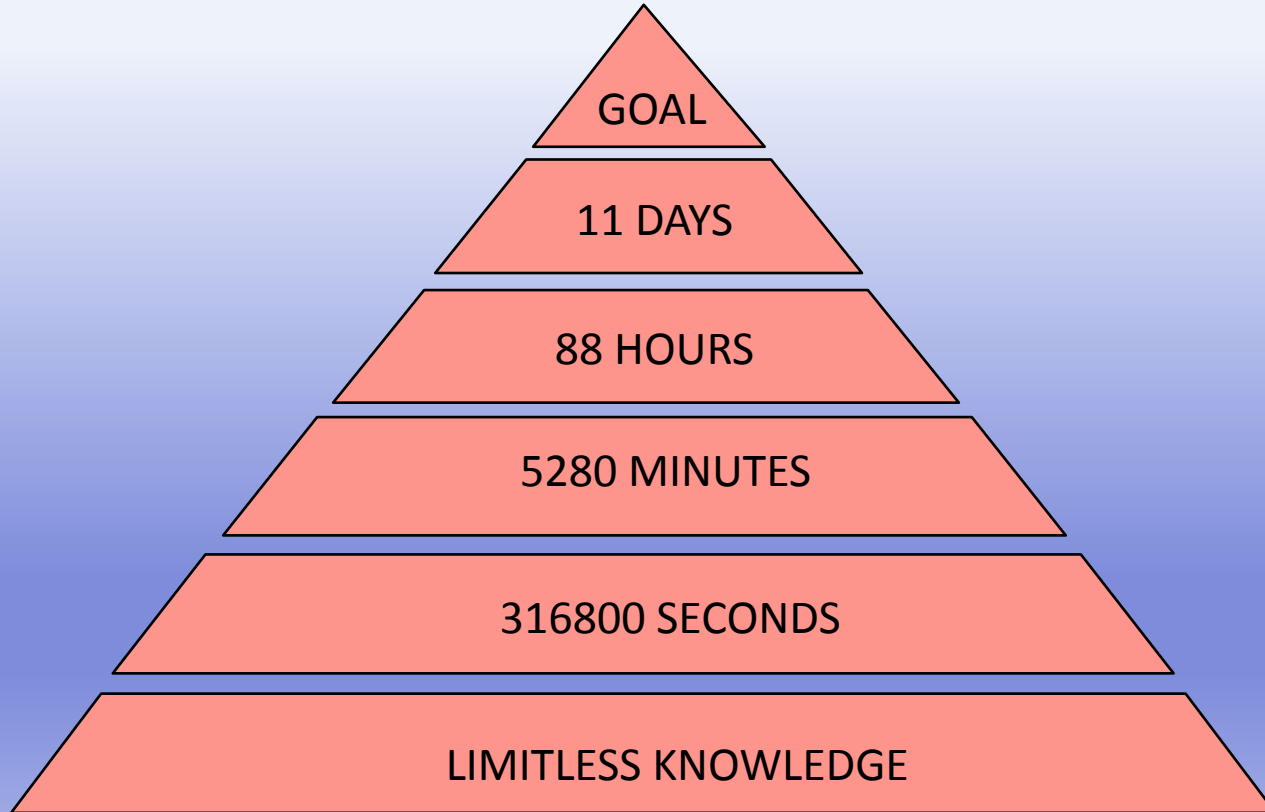 GOAL
11 DAYS
88 HOURS
5280 MINUTES
316800 SECONDS
LIMITLESS KNOWLEDGE